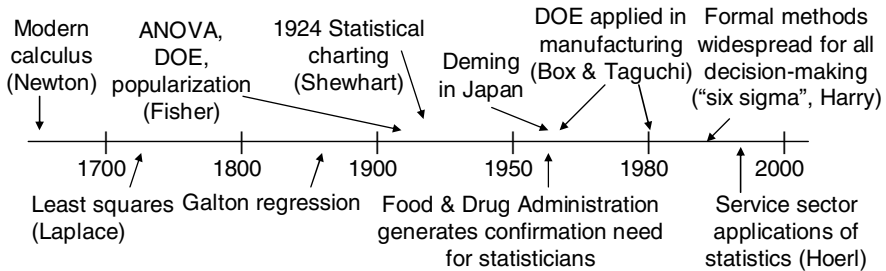 Modern
calculus
(Newton)
ANOVA,
DOE,
popularization
(Fisher)
1924 Statistical
charting
(Shewhart)
Deming
in Japan
DOE applied in
manufacturing
(Box & Taguchi)
Formal methods
widespread for all
decision-making
(“six sigma”, Harry)
1700
1800
1900
1950
1980
2000
Least squares
(Laplace)
Galton regression
Food & Drug Administration
generates confirmation need
for statisticians
Service sector
applications of
statistics (Hoerl)